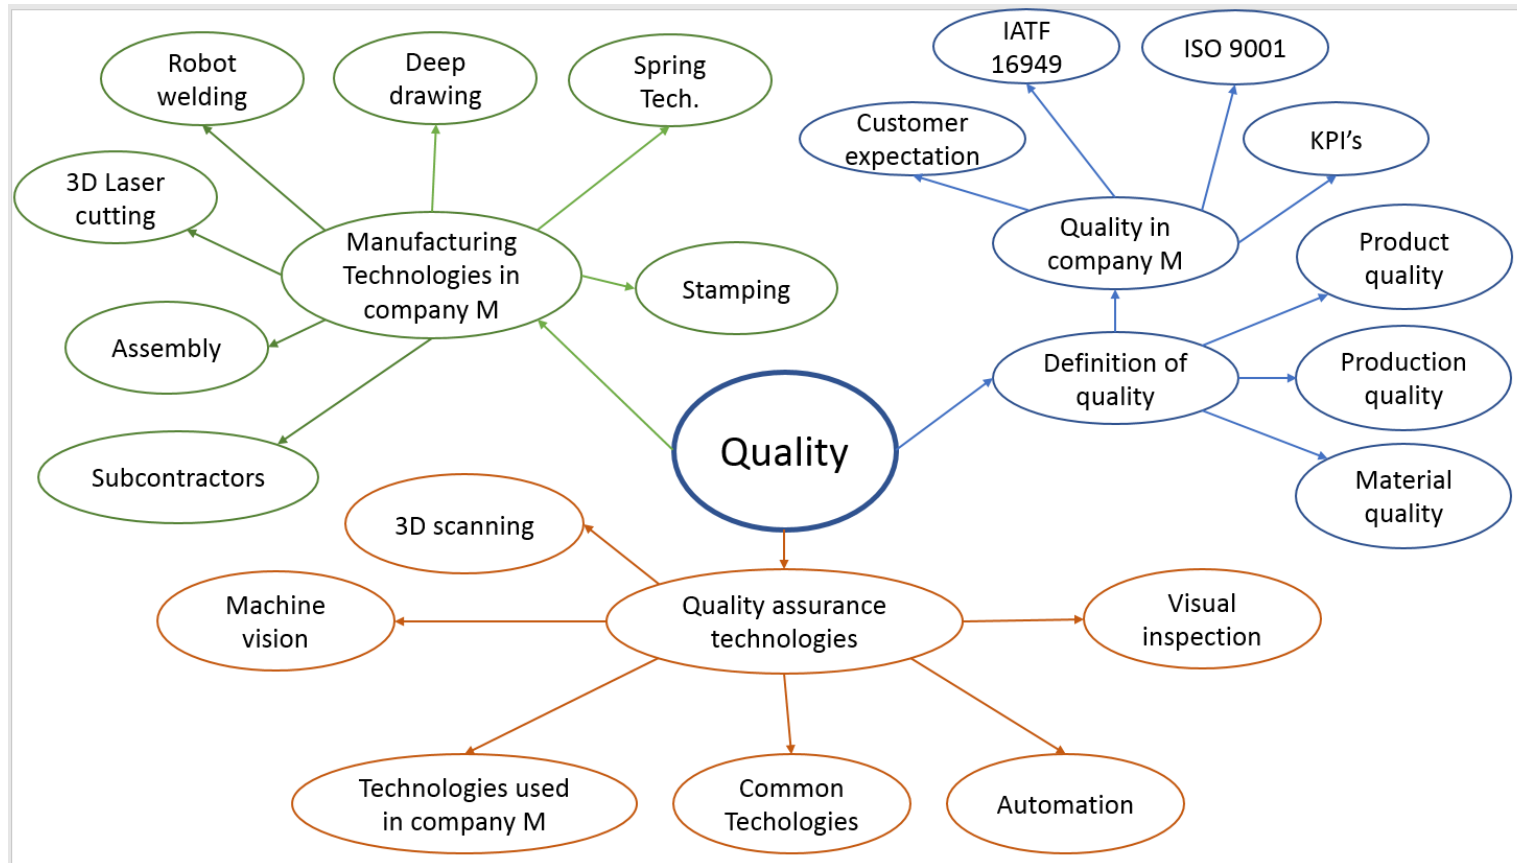 Robot
welding
Deep
drawing
Spring
Tech.
3D Laser
cutting
Manufacturing
Technologies in
company M
Stamping
Assembly
Subcontractors
IATF
16949
ISO 9001
Customer
expectation
KPI’s
Quality in
company M
Product
quality
Definition of
quality
Production
quality
Material
quality
Quality
3D scanning
Machine
vision
Quality assurance
technologies
Visual
inspection
Technologies used
in company M
Common
Techologies
Automation